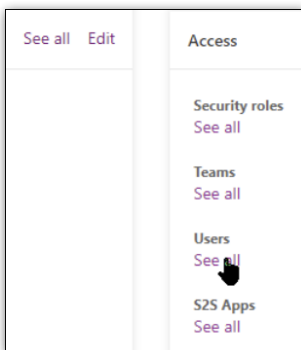 See all Edit
Access
Security roles
See all
Teams
See all
Users
See all
S2S Apps
See all